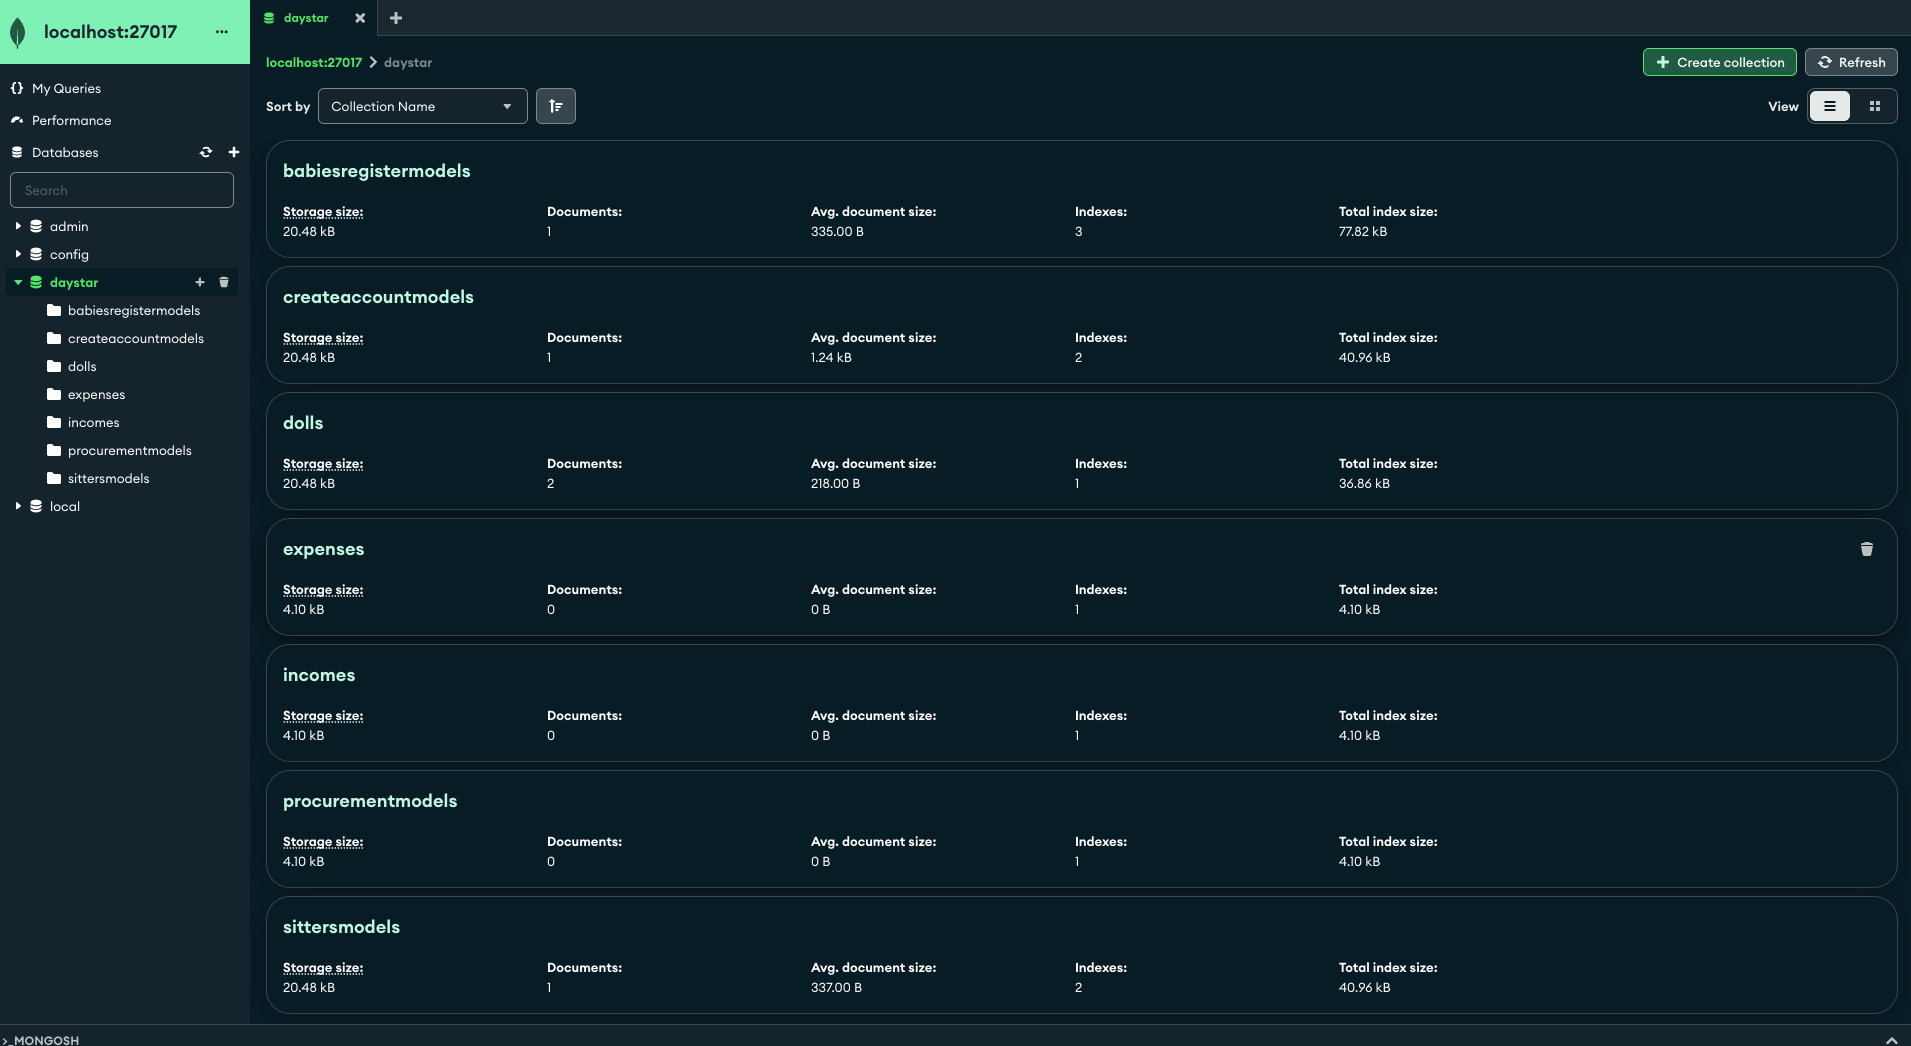 localhost:27017 ...
My Queries
Performance
Databases
Search
admin
config
daystar
babiesregistermodels
createaccountmodels
dolls
expenses
incomes
procurementmodels
sittersmodels
local
daystar
localhost:27017 daystar
Create collection Refresh
Sort by Collection Name View
babiesregistermodels
Storage size: Documents: Avg. document size: Indexes: Total index size:
20.48 kB 1 335.00 B 3 77.82 kB
createaccountmodels
Storage size: Documents: Avg. document size: Indexes: Total index size:
20.48 kB 1 1.24 kB 2 40.96 kB
dolls
Storage size: Documents: Avg. document size: Indexes: Total index size:
20.48 kB 2 218.00 B 1 36.86 kB
expenses
Storage size: Documents: Avg. document size: Indexes: Total index size:
4.10 kB 0 0 B 1 4.10 kB
incomes
Storage size: Documents: Avg. document size: Indexes: Total index size:
4.10 kB 0 0 B 1 4.10 kB
procurementmodels
Storage size: Documents: Avg. document size: Indexes: Total index size:
4.10 kB 0 0 B 1 4.10 kB
sittersmodels
Storage size: Documents: Avg. document size: Indexes: Total index size:
20.48 kB 1 337.00 B 2 40.96 kB
>_MONGOSH